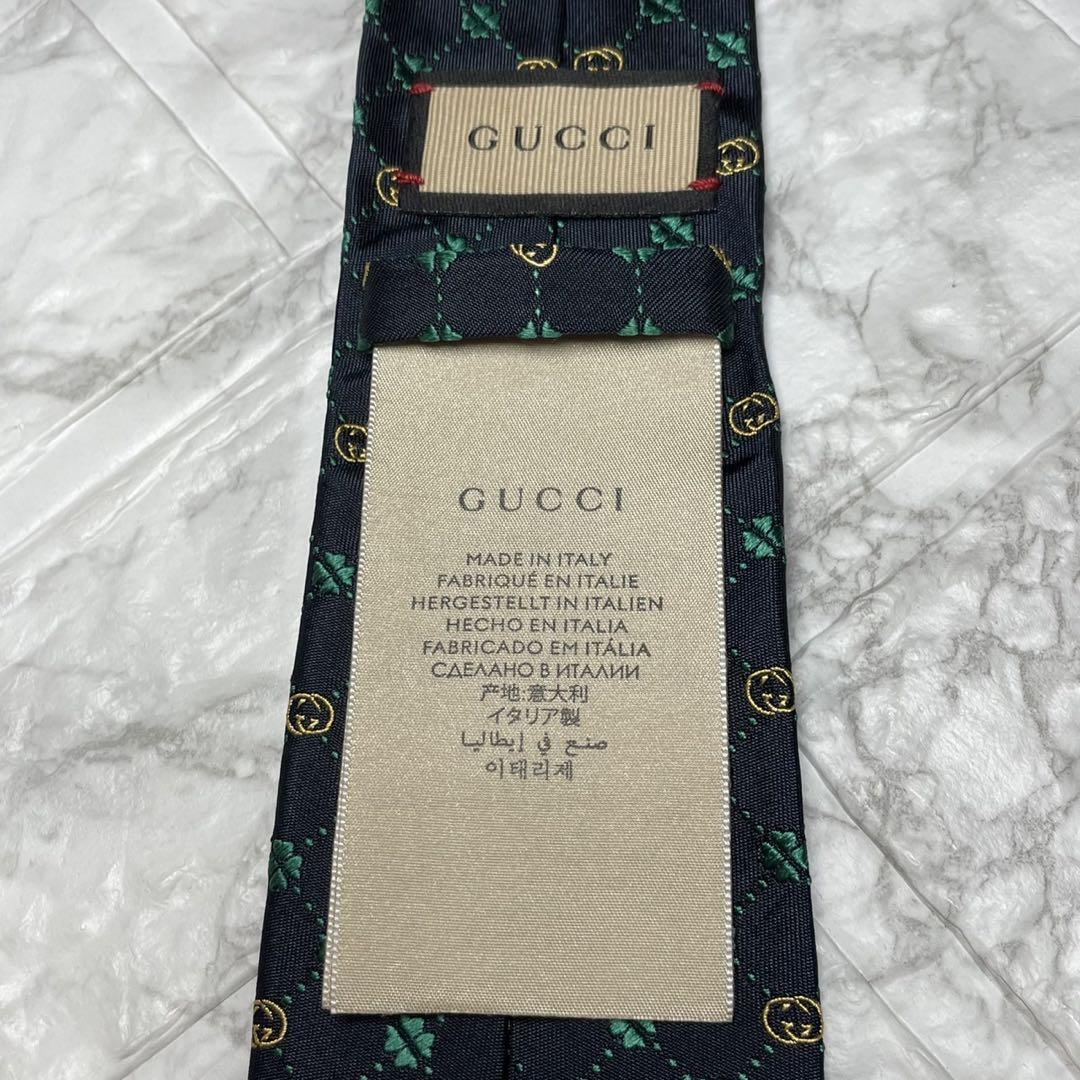 GUCCI
GUCCI
MADE IN ITALY
FABRIQUÉ EN ITALIE
HERGESTELLT IN ITALIEN
HECHO EN ITALIA
FABRICADO EM ITÁLIA
СДЕЛАНО В ИТАЛИИ
产地:意大利
イタリア製
صنع في إيطاليا
이태리제